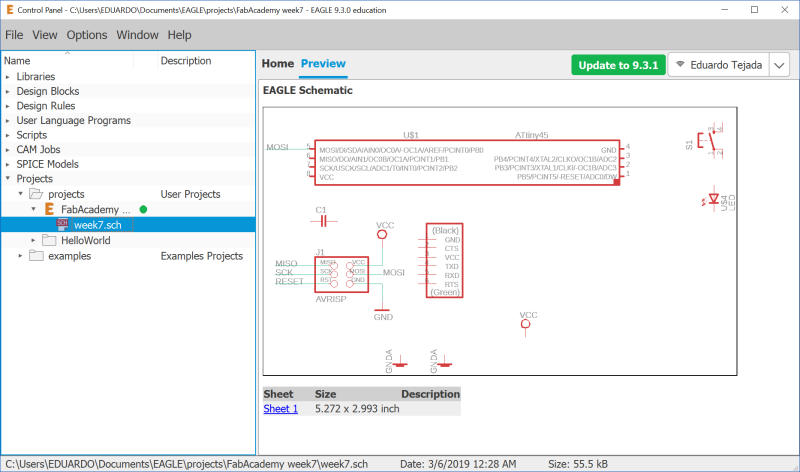 Control Panel - C:\Users\EDUARDO\Documents\EAGLE\projects\FabAcademy week7 - EAGLE 9.3.0 education
File View Options Window Help
Name Description
Libraries
Design Blocks
Design Rules
User Language Programs
Scripts
CAM Jobs
SPICE Models
Projects
projects User Projects
FabAcademy ...
week7.sch
HelloWorld
examples Examples Projects
Home Preview
Update to 9.3.1
Eduardo Tejada
EAGLE Schematic
U$1 ATtiny45
MOSI 5 MOSI/DI/SDA/AIN0/OC0A/-OC1A/AREF/PCINT0/PB0 GND 4
6 MISO/DO/AIN1/OC0B/OC1A/PCINT1/PB1 PB4/PCINT4/XTAL2/CLKO/OC1B/ADC2 3
7 SCK/USCK/SCL/ADC1/T0/INT0/PCINT2/PB2 PB3/PCINT3/XTAL1/CLKI/-OC1B/ADC3 2
8 VCC PB5/PCINT5/-RESET/ADC0/DW 1
S1
U$4
LED
C1
VCC
(Black)
GND
CTS
VCC
TXD
RXD
RTS
(Green)
J1
MISO MISO VCC
SCK SCK MOSI MOSI
RESET RST GND
AVRISP
GND
VCC
GNDA
GNDA
Sheet Size Description
Sheet 1 5.272 x 2.993 inch
C:\Users\EDUARDO\Documents\EAGLE\projects\FabAcademy week7\week7.sch Date: 3/6/2019 12:28 AM Size: 55.5 kB